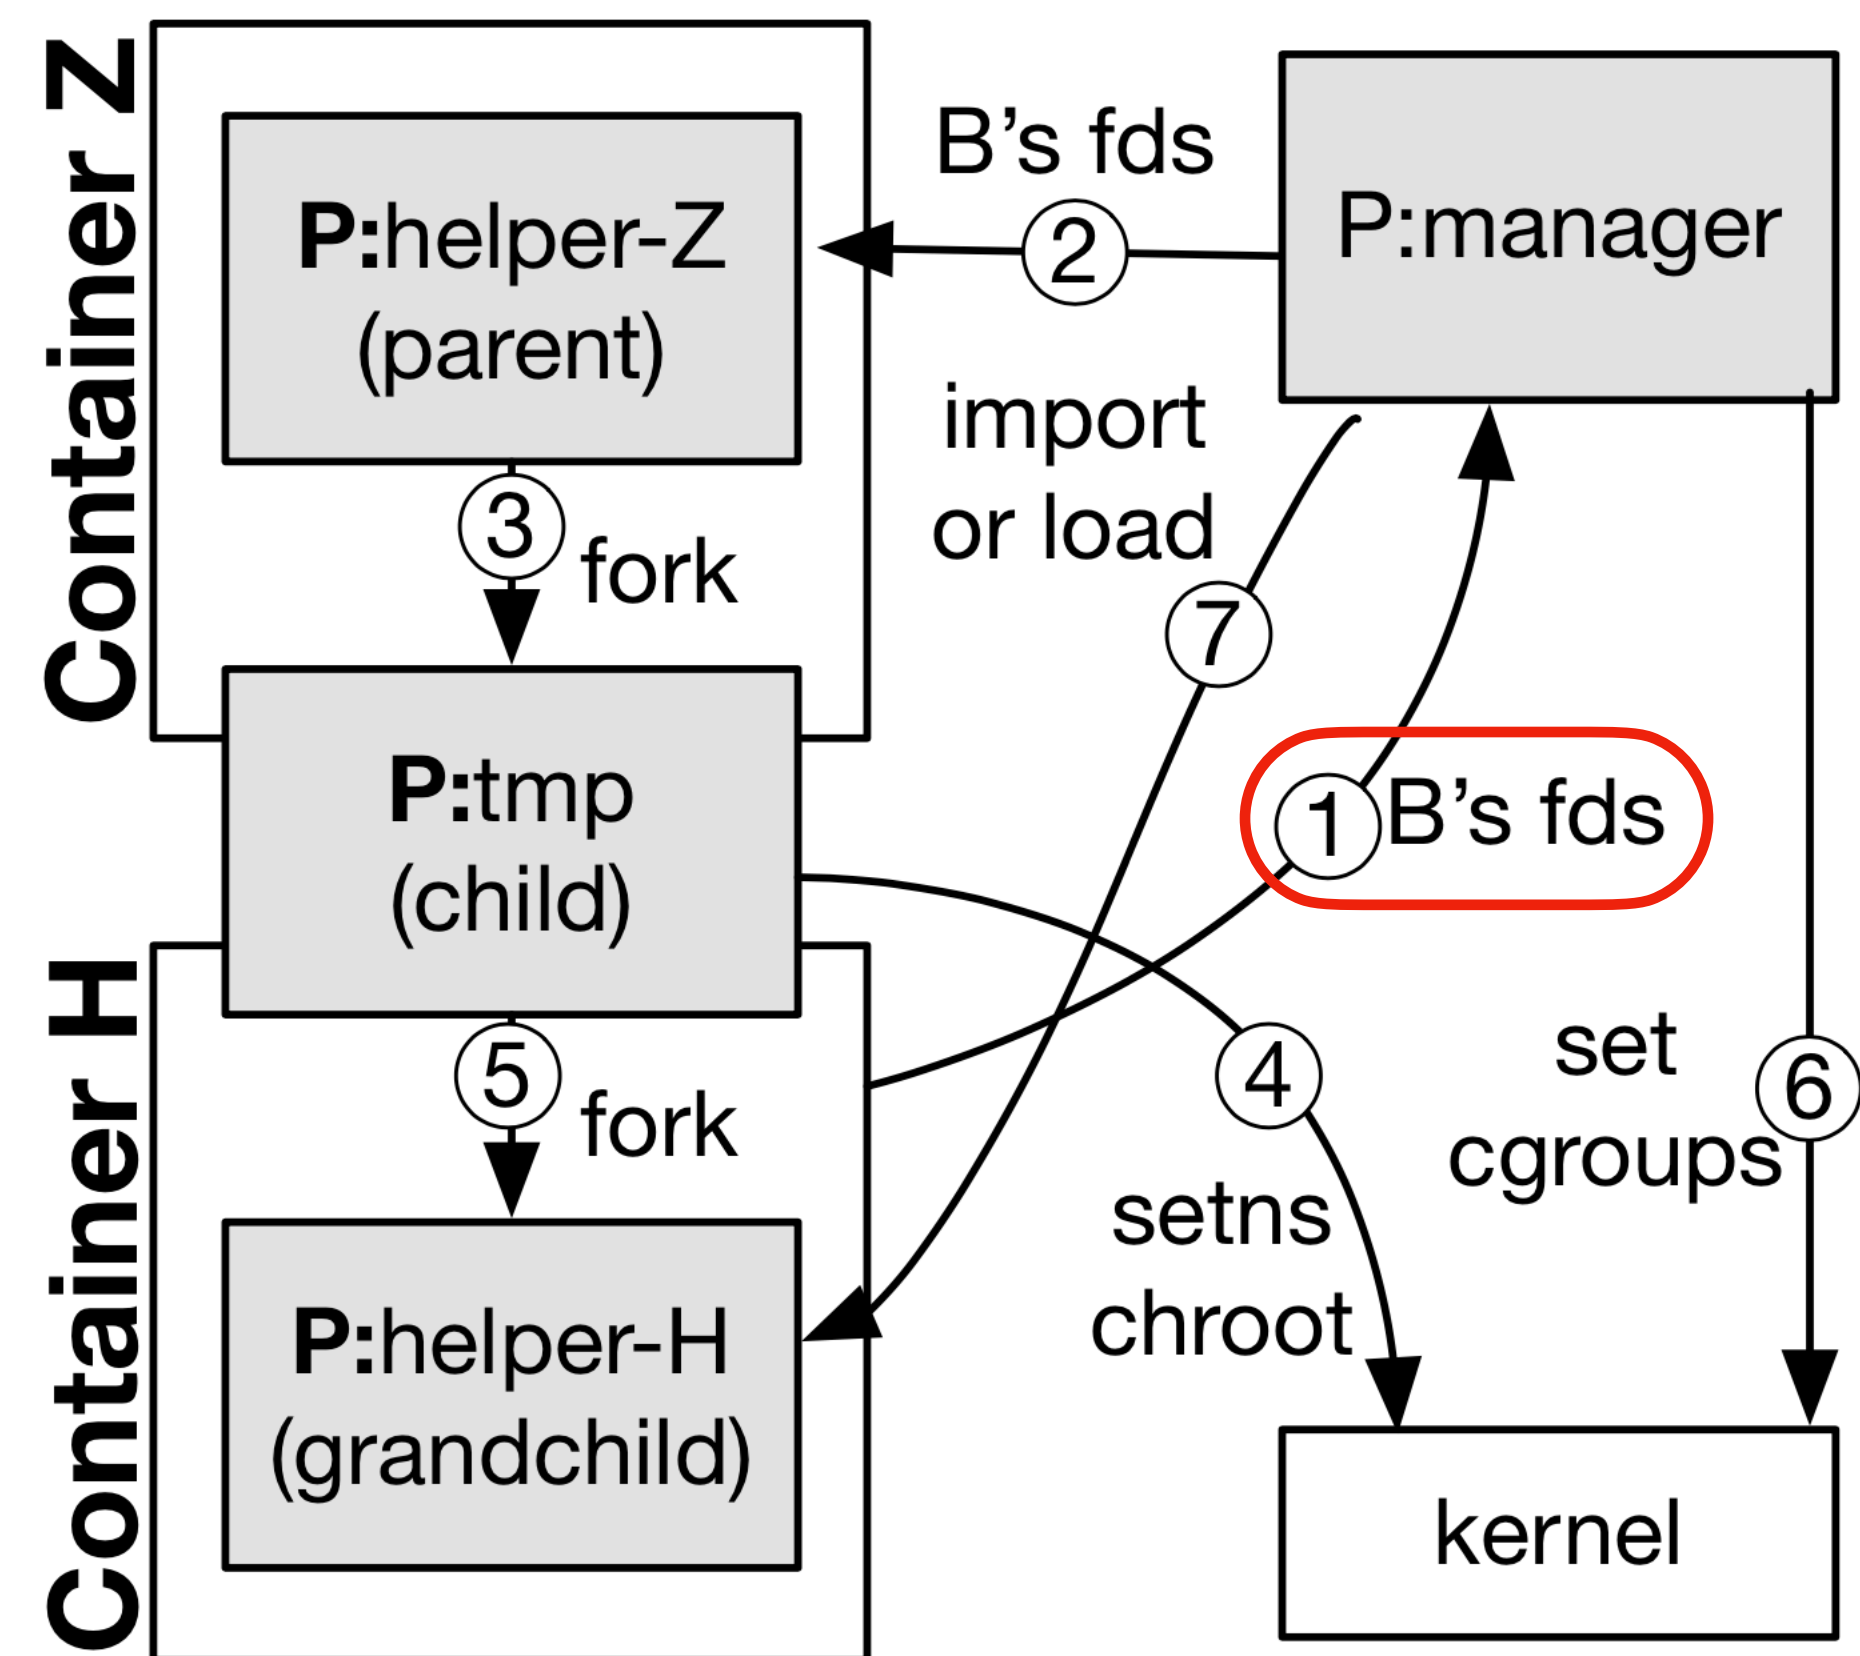 Container Z
P:helper-Z
(parent)
B’s fds
2
P:manager
3
fork
import
or load
7
P:tmp
(child)
1
B’s fds
Container H
5
fork
4
setns
chroot
set
cgroups
6
P:helper-H
(grandchild)
kernel